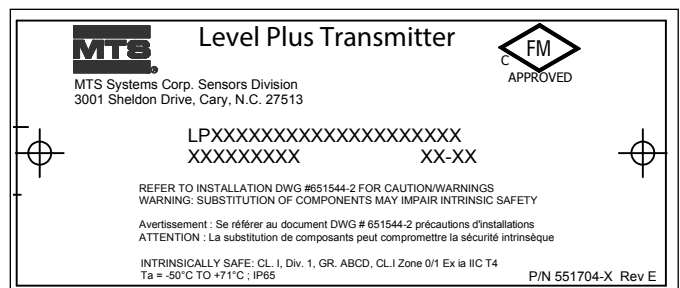 MTS
Level Plus Transmitter
FM
C
APPROVED
MTS Systems Corp. Sensors Division
3001 Sheldon Drive, Cary, N.C. 27513
LPXXXXXXXXXXXXXXXXXXXX
XXXXXXXXX XX-XX
REFER TO INSTALLATION DWG #651544-2 FOR CAUTION/WARNINGS
WARNING: SUBSTITUTION OF COMPONENTS MAY IMPAIR INTRINSIC SAFETY
Avertissement : Se référer au document DWG # 651544-2 précautions d'installations
ATTENTION : La substitution de composants peut compromettre la sécurité intrinsèque
INTRINSICALLY SAFE: CL. I, Div. 1, GR. ABCD, CL.I Zone 0/1 Ex ia IIC T4
Ta = -50°C TO +71°C ; IP65
P/N 551704-X Rev E